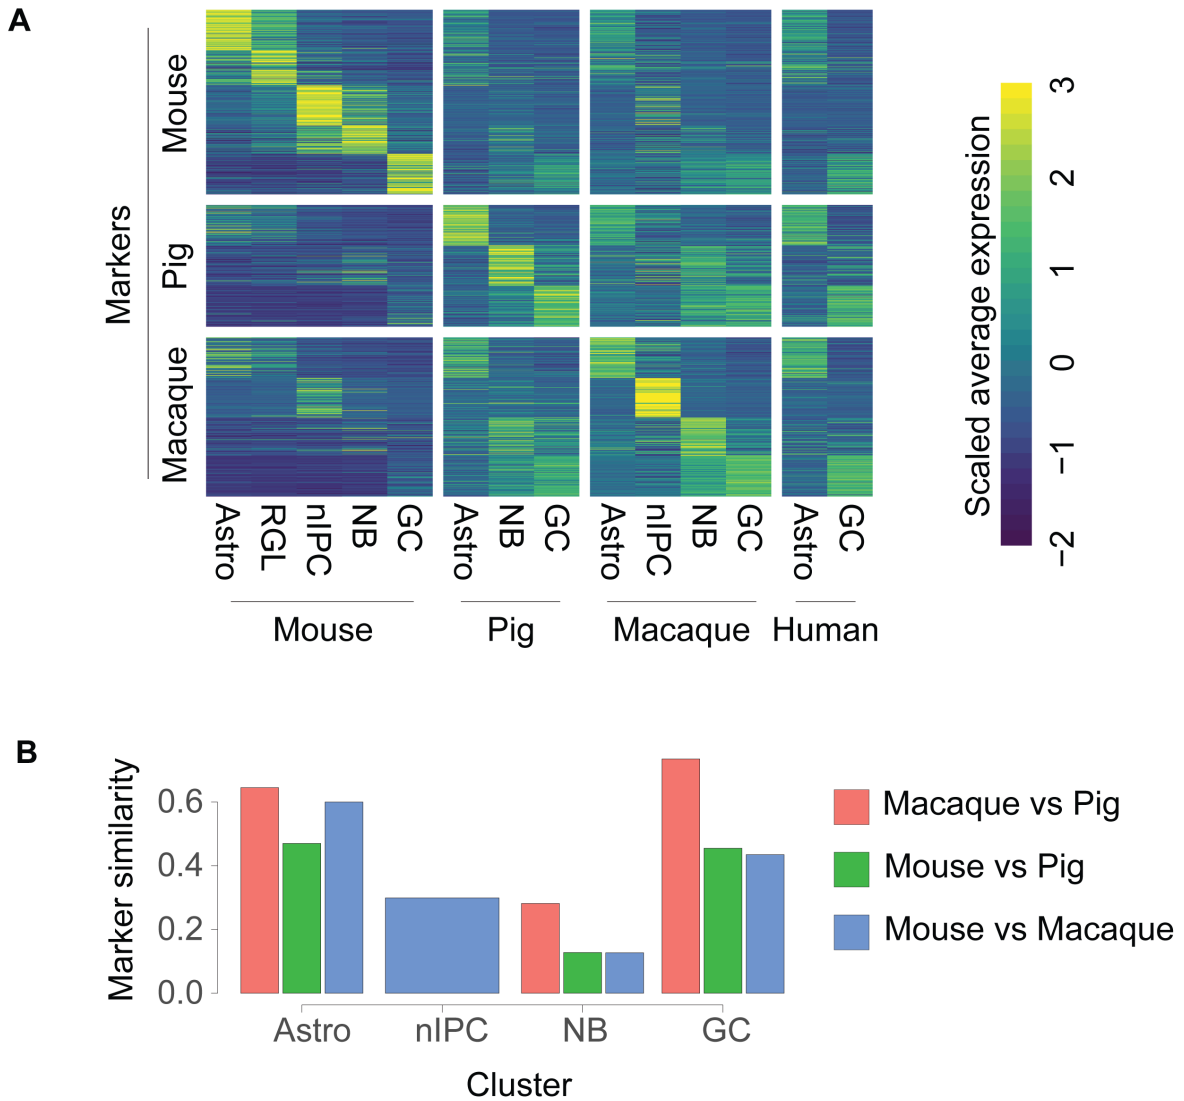 A
Markers
Mouse
Pig
Macaque
Astro RGL nIPC NB GC Astro NB GC Astro nIPC NB GC Astro GC
Mouse Pig Macaque Human
Scaled average expression
3
2
1
0
−1
−2
B
Marker similarity
0.6
0.4
0.2
0.0
Astro nIPC NB GC
Cluster
Macaque vs Pig
Mouse vs Pig
Mouse vs Macaque